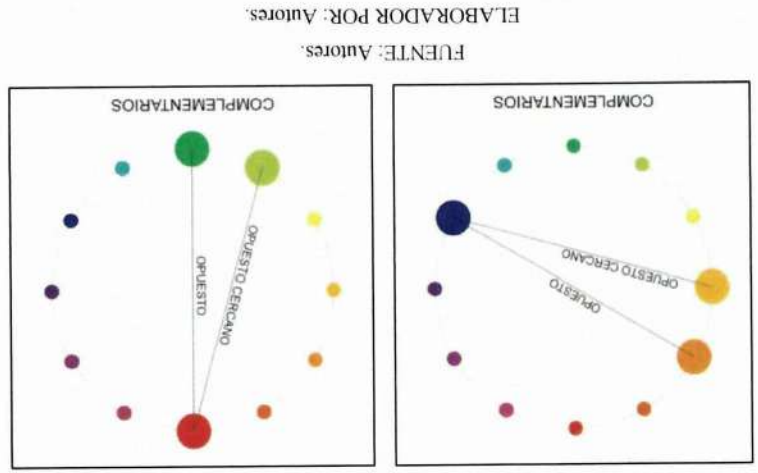 COMPLEMENTARIOS
OPUESTO CERCANO
OPUESTO
COMPLEMENTARIOS
OPUESTO
OPUESTO CERCANO
FUENTE: Autores.
ELABORADOR POR: Autores.